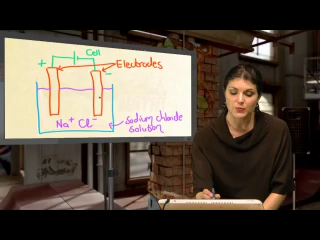 Cell
+
Electrodes
−
Na⁺ Cl⁻
sodium chloride
solution